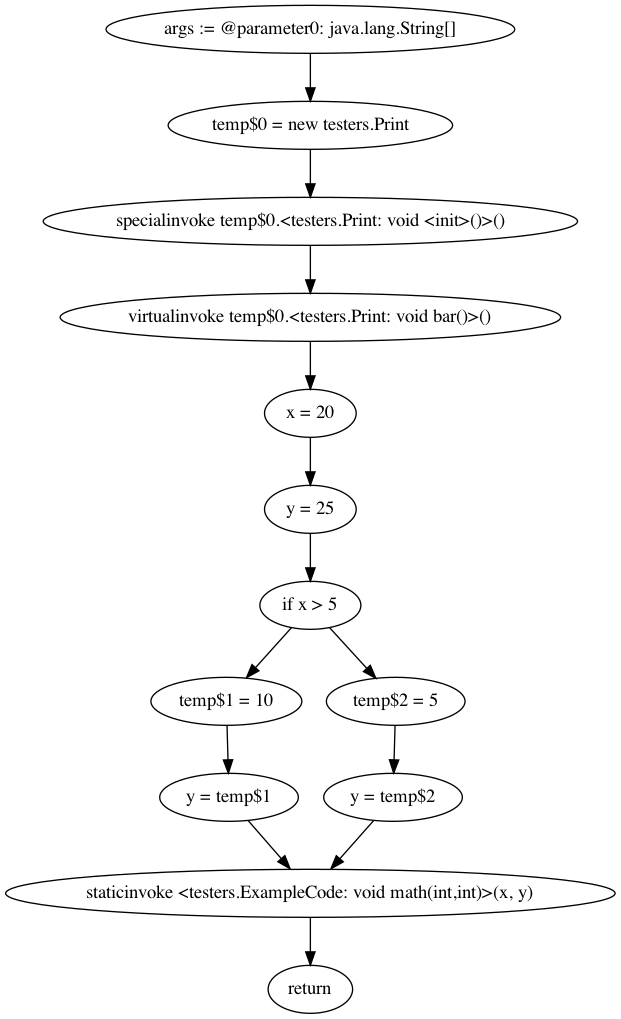 args := @parameter0: java.lang.String[]
temp$0 = new testers.Print
specialinvoke temp$0.<testers.Print: void <init>()>()
virtualinvoke temp$0.<testers.Print: void bar()>()
x = 20
y = 25
if x > 5
temp$1 = 10
temp$2 = 5
y = temp$1
y = temp$2
staticinvoke <testers.ExampleCode: void math(int,int)>(x, y)
return